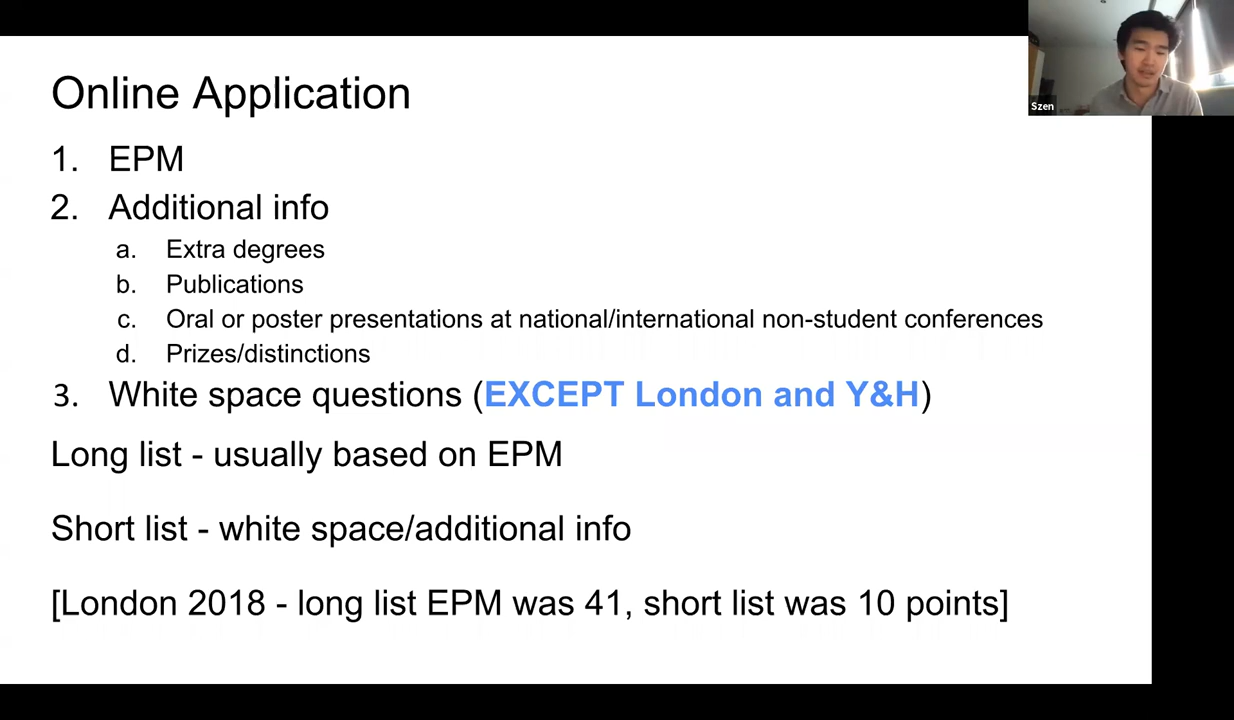 Szen
Online Application
1. EPM
2. Additional info
a. Extra degrees
b. Publications
c. Oral or poster presentations at national/international non-student conferences
d. Prizes/distinctions
3. White space questions (EXCEPT London and Y&H)
Long list - usually based on EPM
Short list - white space/additional info
[London 2018 - long list EPM was 41, short list was 10 points]